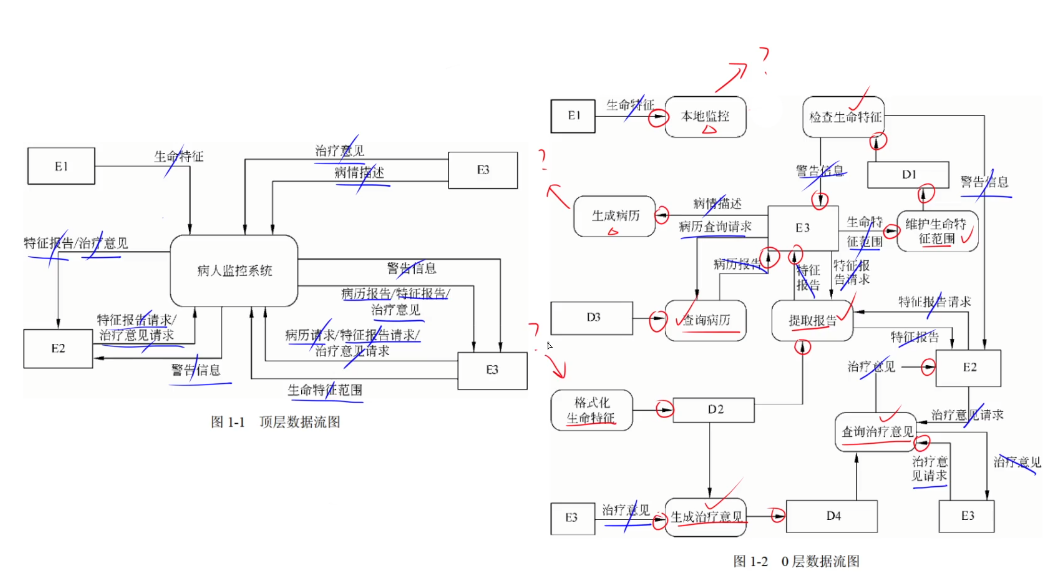 E1
生命特征
治疗意见
病情描述
E3
特征报告/治疗意见
病人监控系统
警告信息
病历报告/特征报告/
治疗意见
特征报告请求/
治疗意见请求
E2
警告信息
病历请求/特征报告请求/
治疗意见请求
E3
生命特征范围
图 1-1 顶层数据流图
?
E1
生命特征
本地监控
检查生命特征
警告信息
D1
警告信息
?
生成病历
病情描述
病历查询请求
E3
生命特
征范围
维护生命特
征范围
病历报告
特征
报告
特征报
告请求
D3
查询病历
提取报告
特征报告请求
特征报告
?
治疗意见
E2
格式化
生命特征
D2
治疗意见请求
查询治疗意见
治疗意
见请求
治疗意见
E3
治疗意见
生成治疗意见
D4
E3
图 1-2 0 层数据流图